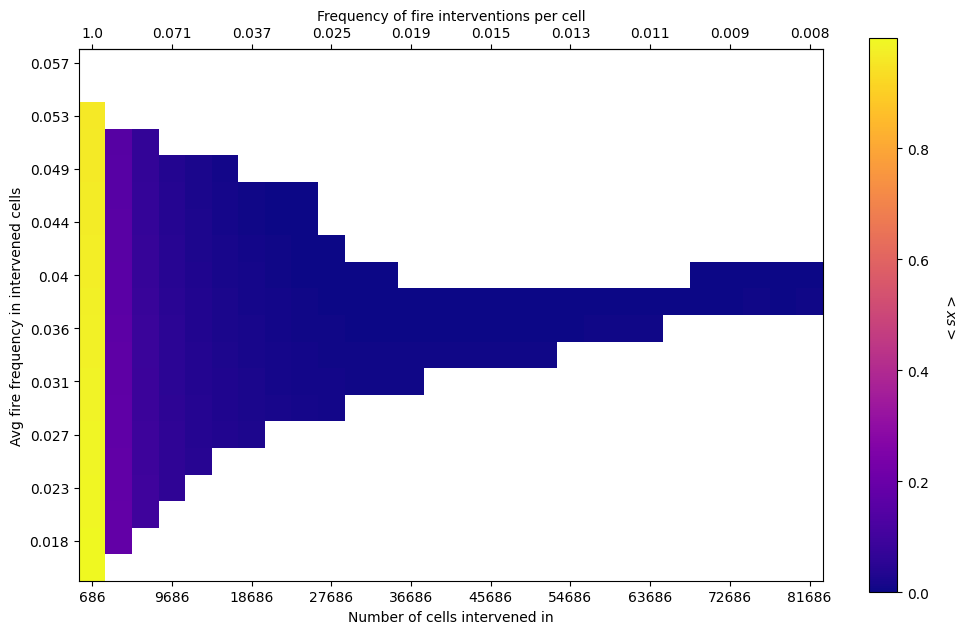 Frequency of fire interventions per cell
1.0 0.071 0.037 0.025 0.019 0.015 0.013 0.011 0.009 0.008
0.057
0.053
0.049
0.044
0.04
0.036
0.031
0.027
0.023
0.018
Avg fire frequency in intervened cells
686 9686 18686 27686 36686 45686 54686 63686 72686 81686
Number of cells intervened in
0.8
0.6
0.4
0.2
0.0
< sx >